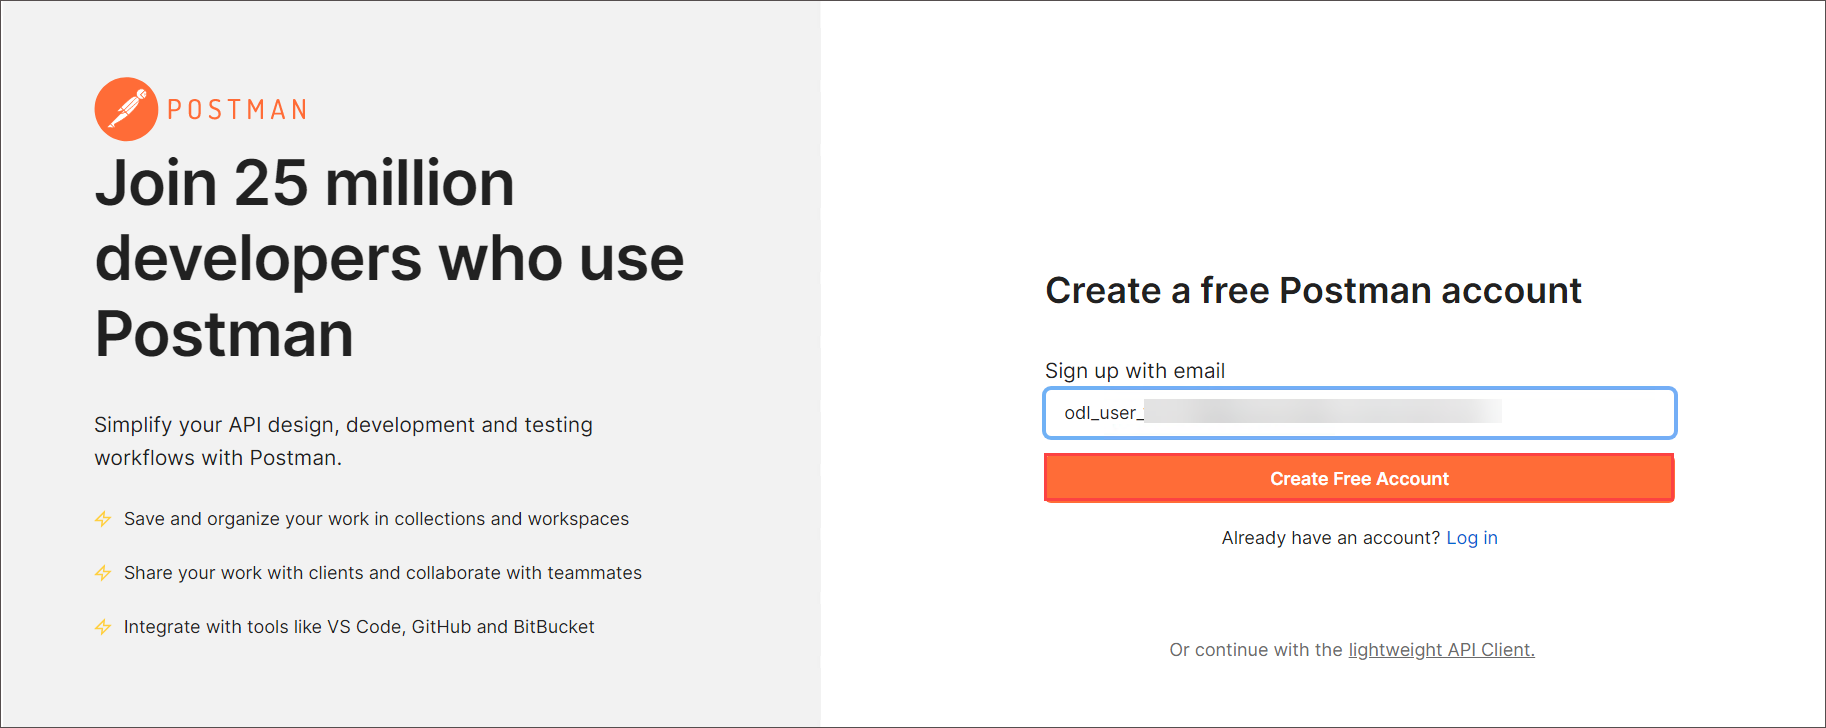 POSTMAN
Join 25 million
developers who use
Postman
Simplify your API design, development and testing
workflows with Postman.
Save and organize your work in collections and workspaces
Share your work with clients and collaborate with teammates
Integrate with tools like VS Code, GitHub and BitBucket
Create a free Postman account
Sign up with email
odl_user_
Create Free Account
Already have an account? Log in
Or continue with the lightweight API Client.